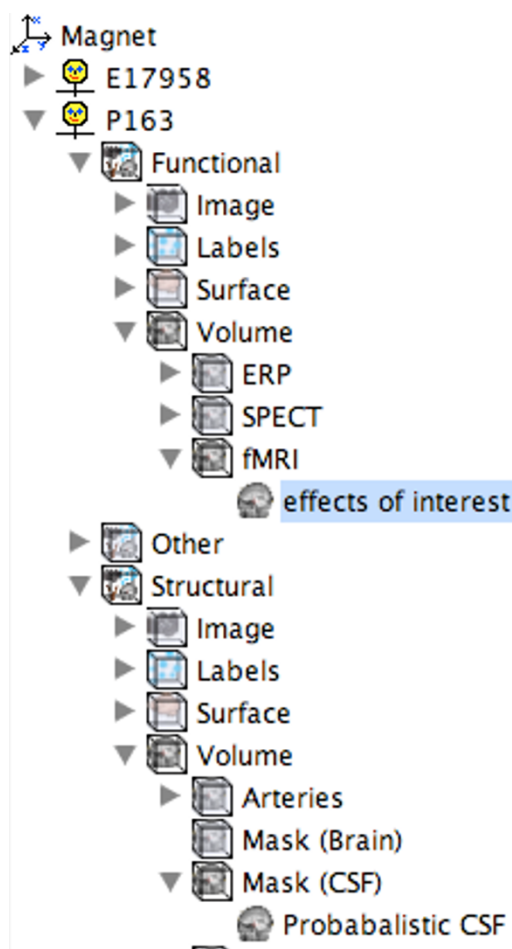 Magnet
E17958
P163
Functional
Image
Labels
Surface
Volume
ERP
SPECT
fMRI
effects of interest
Other
Structural
Image
Labels
Surface
Volume
Arteries
Mask (Brain)
Mask (CSF)
Probabalistic CSF